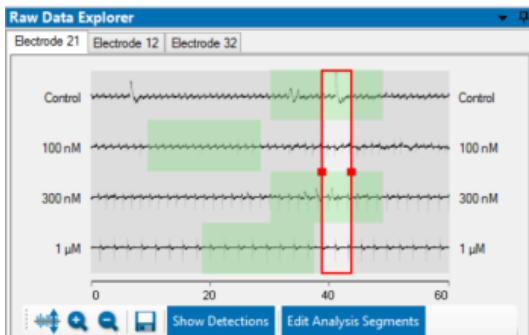 Raw Data Explorer
Electrode 21 Electrode 12 Electrode 32
Control Control
100 nM 100 nM
300 nM 300 nM
1 µM 1 µM
0 20 40 60
Show Detections Edit Analysis Segments